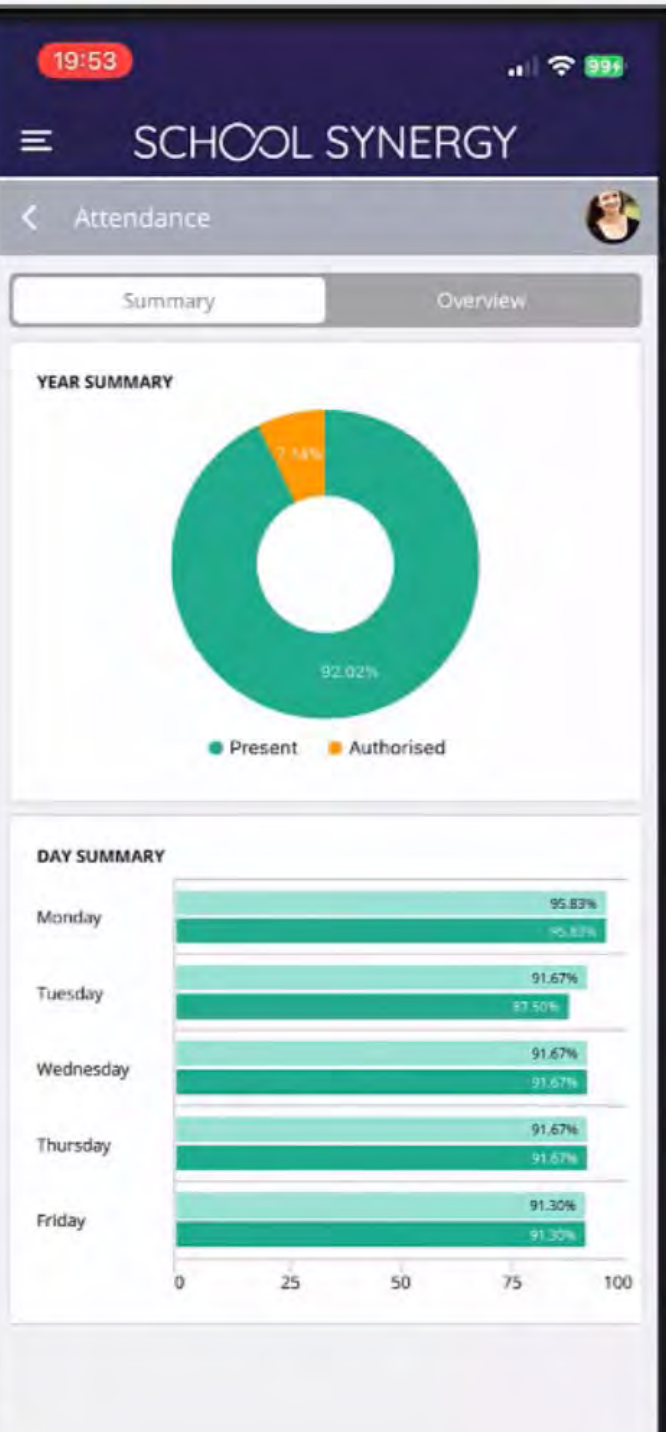 19:53
99+
SCHOOL SYNERGY
Attendance
Summary
Overview
YEAR SUMMARY
92.02%
Present
Authorised
DAY SUMMARY
Monday
95.83%
95.83%
Tuesday
91.67%
87.50%
Wednesday
91.67%
91.67%
Thursday
91.67%
91.67%
Friday
91.30%
91.30%
0 25 50 75 100